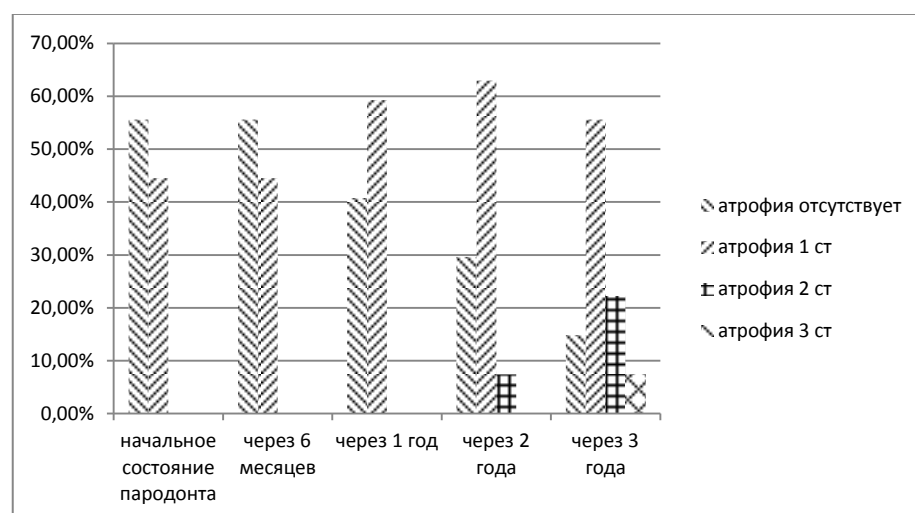 70,00%
60,00%
50,00%
40,00%
30,00%
20,00%
10,00%
0,00%
начальное
состояние
пародонта
через 6
месяцев
через 1 год
через 2
года
через 3
года
атрофия отсутствует
атрофия 1 ст
атрофия 2 ст
атрофия 3 ст